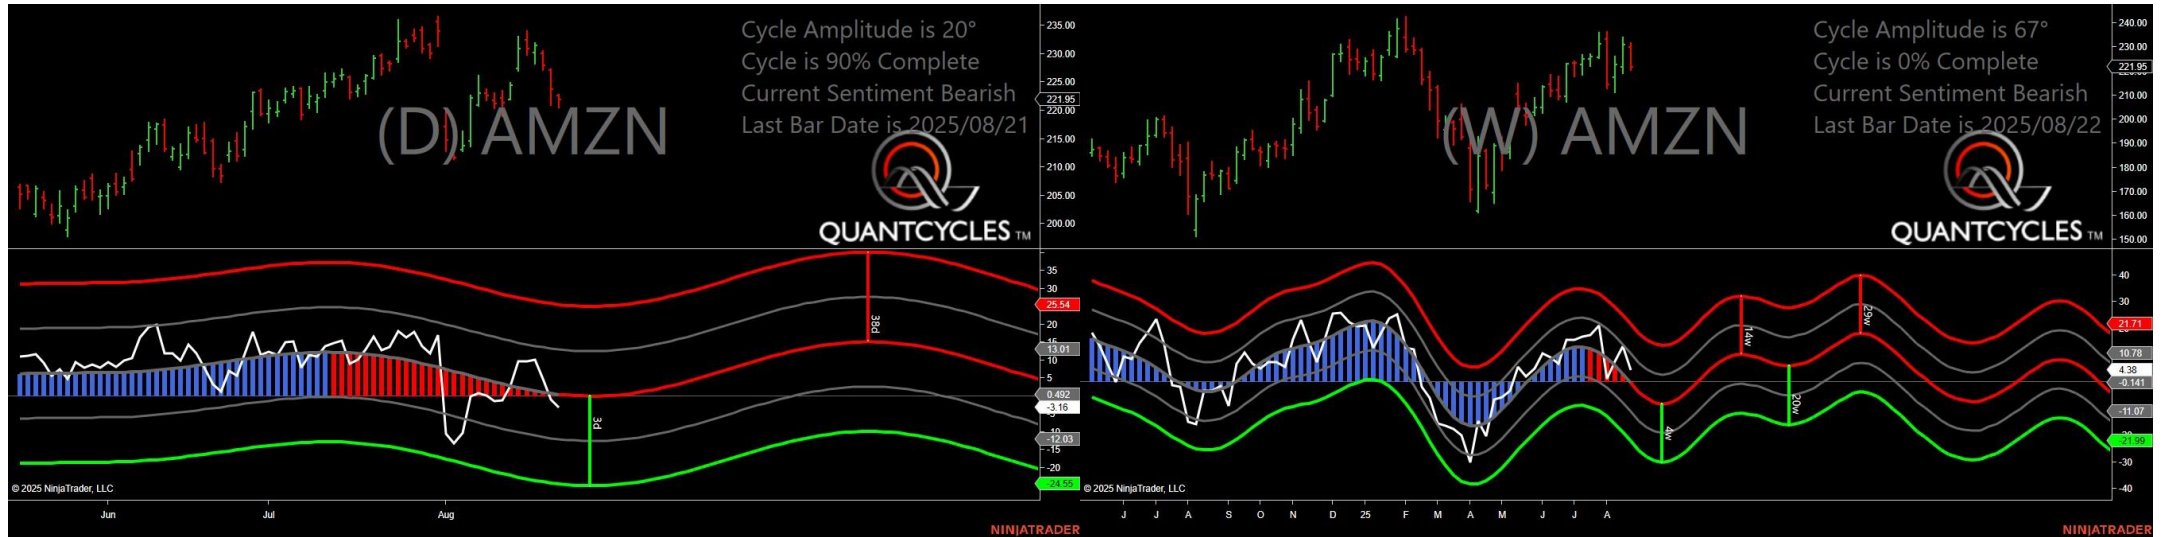 Cycle Amplitude is 20°
Cycle is 90% Complete
Current Sentiment Bearish
Last Bar Date is 2025/08/21
(D) AMZN
QUANTCYCLES TM
235.00
230.00
225.00
221.95
220.00
215.00
210.00
205.00
200.00
35
30
25.54
20
15
13.01
10
5
0.492
-3.16
-10
-12.03
-15
-20
-24.55
38d
3d
© 2025 NinjaTrader, LLC
Jun
Jul
Aug
NINJATRADER
Cycle Amplitude is 67°
Cycle is 0% Complete
Current Sentiment Bearish
Last Bar Date is 2025/08/22
(W) AMZN
QUANTCYCLES TM
240.00
230.00
221.95
210.00
200.00
190.00
180.00
170.00
160.00
150.00
40
30
21.71
10.78
4.38
-0.141
-11.07
-21.99
-30
-40
14w
29w
4w
20w
© 2025 NinjaTrader, LLC
J
J
A
S
O
N
D
25
F
M
A
M
J
J
A
NINJATRADER